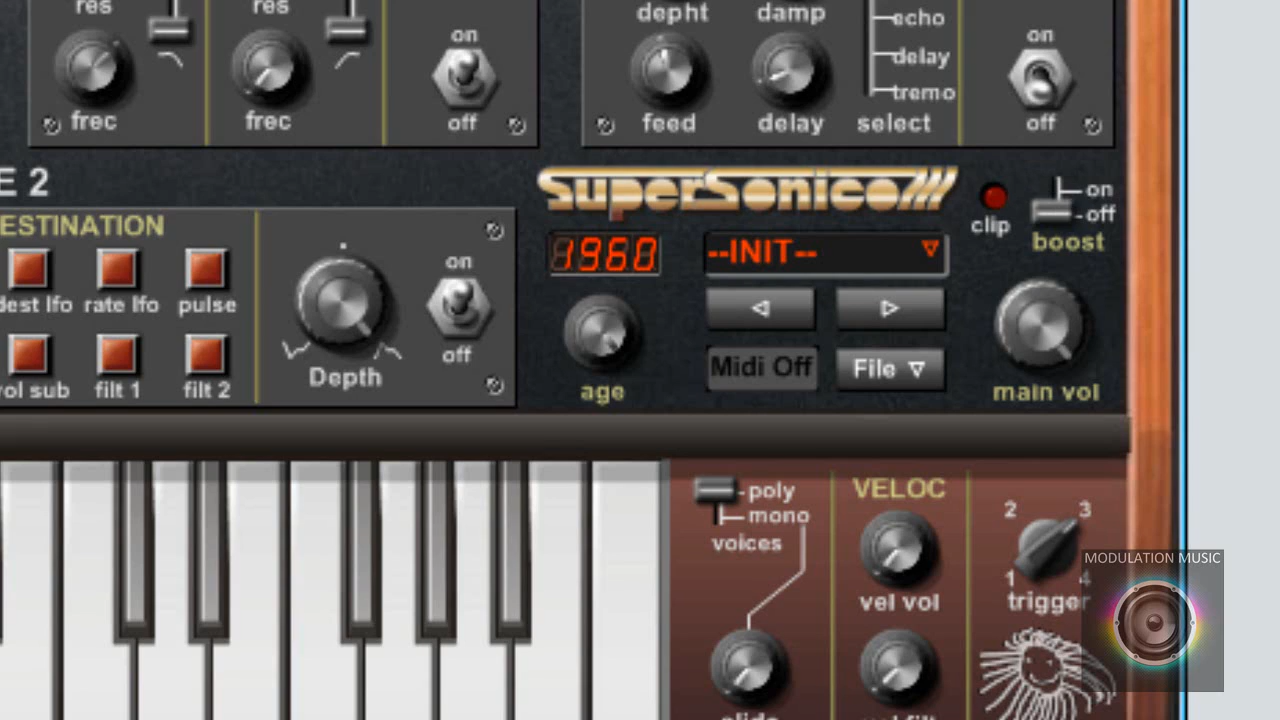 res
res
frec
frec
on
off
depht
damp
echo
delay
tremo
feed
delay
select
on
off
E 2
ESTINATION
dest lfo
rate lfo
pulse
vol sub
filt 1
filt 2
Depth
on
off
SuperSonico
1960
age
--INIT--
Midi Off
File
clip
on
off
boost
main vol
poly
mono
voices
VELOC
vel vol
2
3
1
4
trigger
MODULATION MUSIC